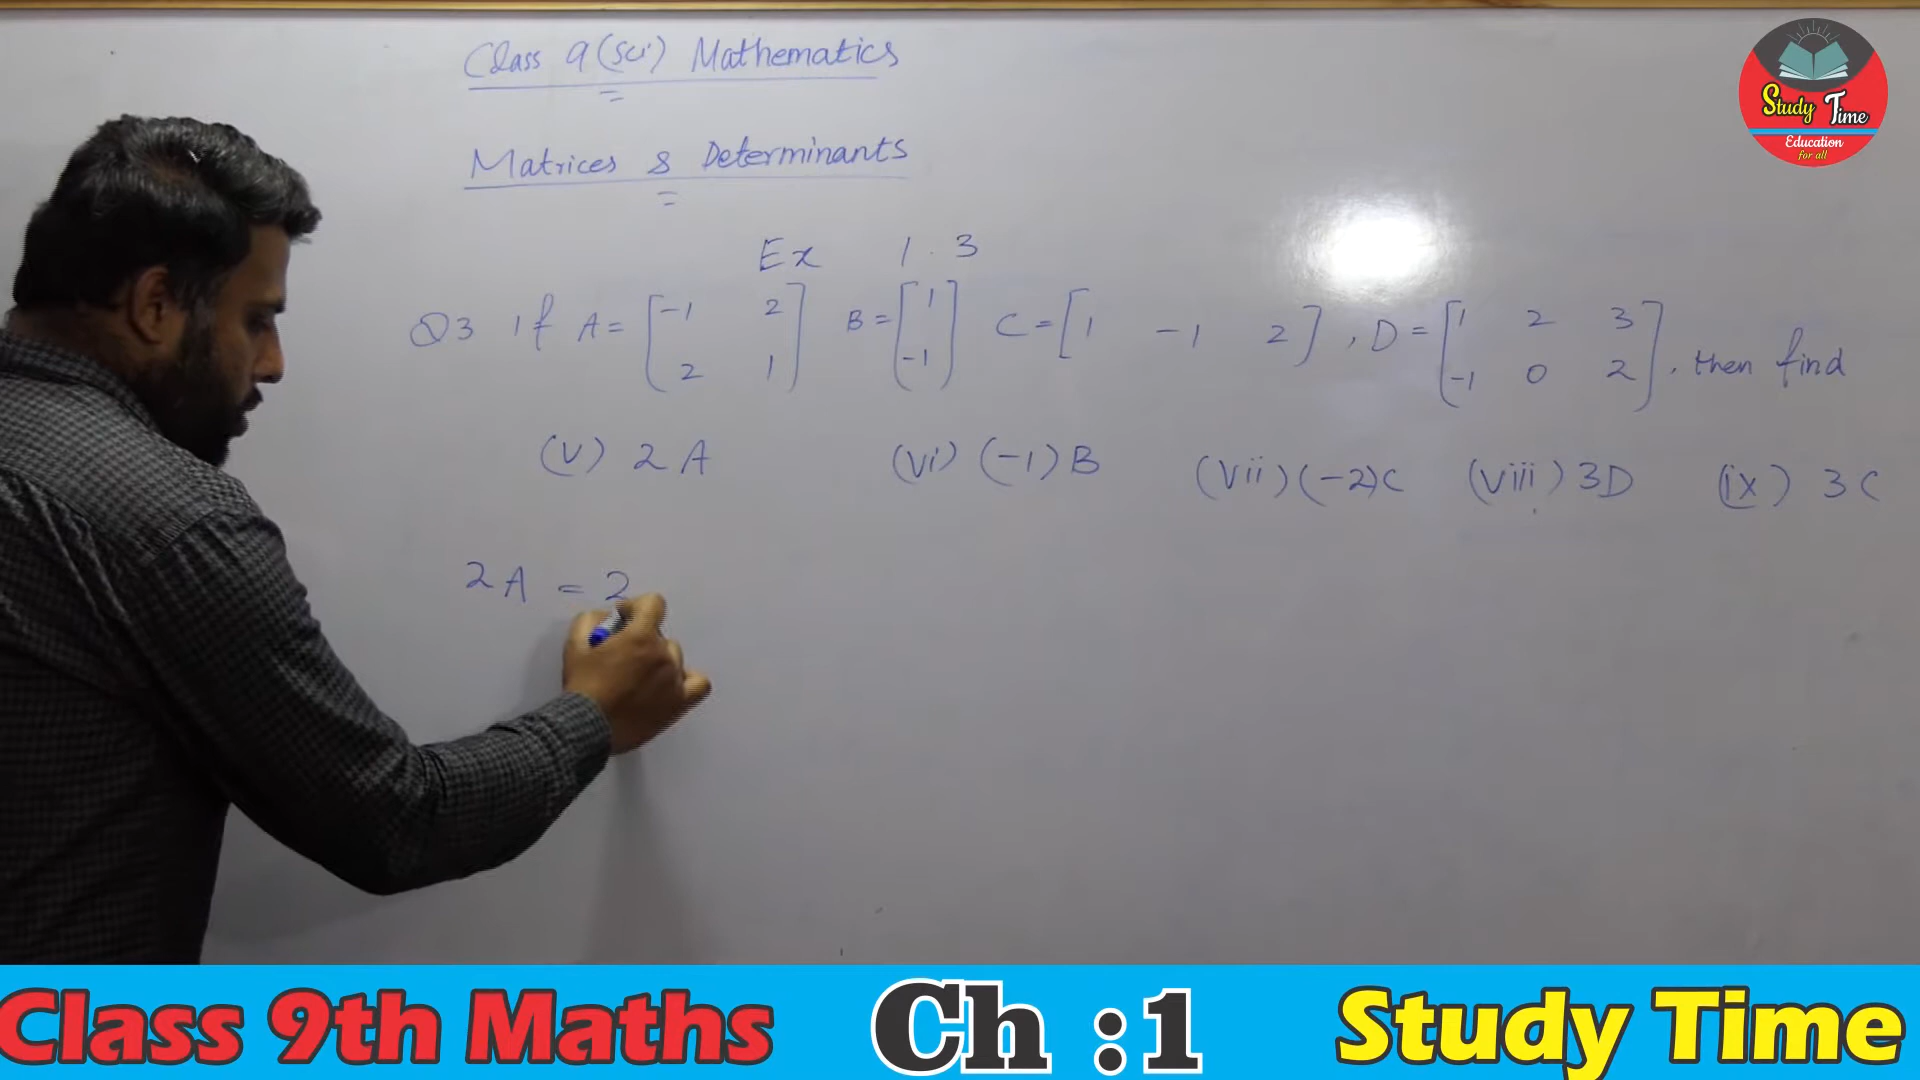 Class 9 (Sci) Mathematics
Matrices & Determinants
Ex 1.3
Q3 If A = [-1 2 B = [1 C = [1 -1 2], D = [1 2 3
2 1] -1] -1 0 2], then find
(v) 2A (vi) (-1)B (vii) (-2)C (viii) 3D (ix) 3C
2A = 2
Study Time
Education
for all
Class 9th Maths Ch :1 Study Time